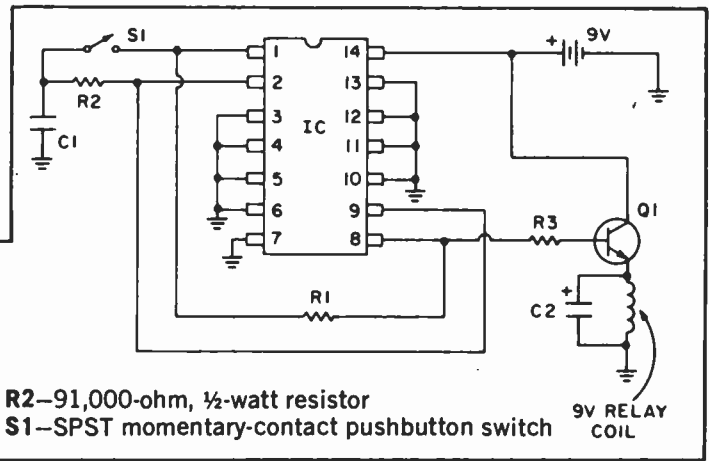 S1
R2
C1
1
2
3
4
5
6
7
IC
14
13
12
11
10
9
8
R1
R3
Q1
+
9V
+
C2
9V RELAY
COIL
R2—91,000-ohm, ½-watt resistor
S1—SPST momentary-contact pushbutton switch